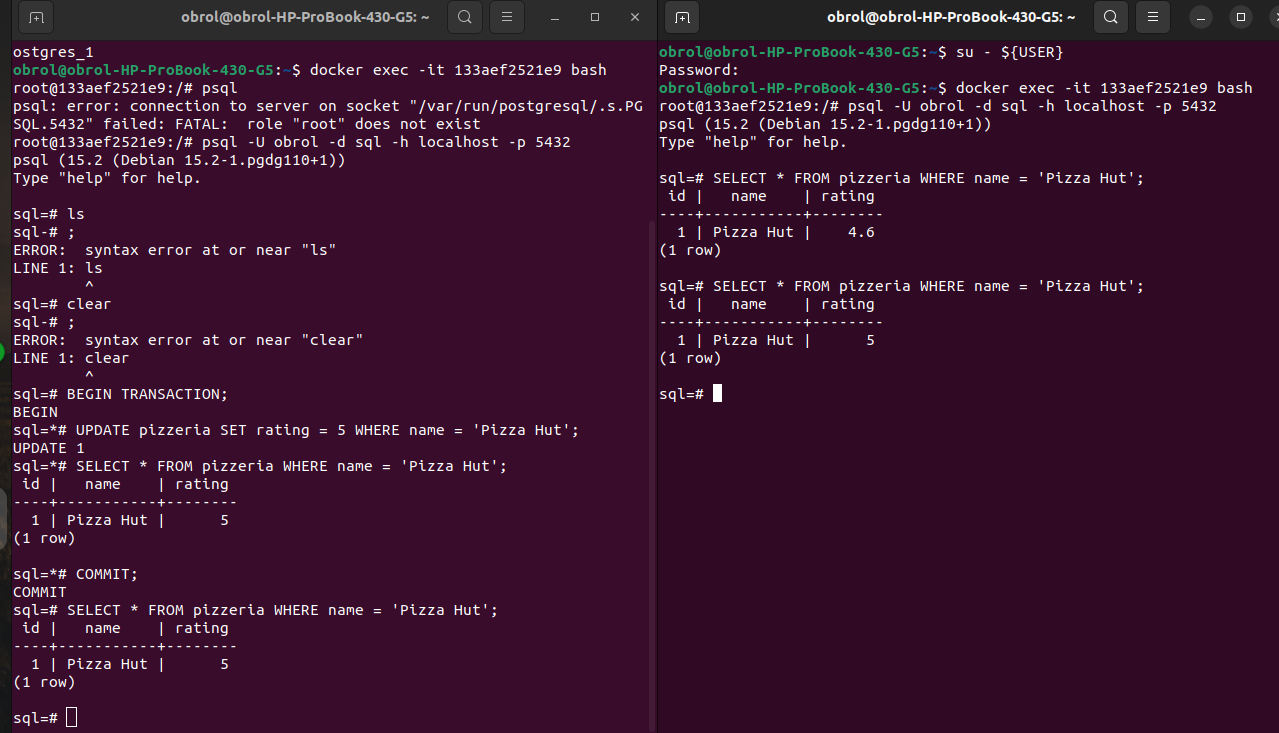 obrol@obrol-HP-ProBook-430-G5: ~
ostgres_1
obrol@obrol-HP-ProBook-430-G5:~$ docker exec -it 133aef2521e9 bash
root@133aef2521e9:/# psql
psql: error: connection to server on socket "/var/run/postgresql/.s.PG
SQL.5432" failed: FATAL:  role "root" does not exist
root@133aef2521e9:/# psql -U obrol -d sql -h localhost -p 5432
psql (15.2 (Debian 15.2-1.pgdg110+1))
Type "help" for help.

sql=# ls
sql-# ;
ERROR:  syntax error at or near "ls"
LINE 1: ls
        ^
sql=# clear
sql-# ;
ERROR:  syntax error at or near "clear"
LINE 1: clear
        ^
sql=# BEGIN TRANSACTION;
BEGIN
sql=*# UPDATE pizzeria SET rating = 5 WHERE name = 'Pizza Hut';
UPDATE 1
sql=*# SELECT * FROM pizzeria WHERE name = 'Pizza Hut';
 id |   name    | rating
----+-----------+--------
  1 | Pizza Hut |      5
(1 row)

sql=*# COMMIT;
COMMIT
sql=# SELECT * FROM pizzeria WHERE name = 'Pizza Hut';
 id |   name    | rating
----+-----------+--------
  1 | Pizza Hut |      5
(1 row)

sql=#
obrol@obrol-HP-ProBook-430-G5: ~
obrol@obrol-HP-ProBook-430-G5:~$ su - ${USER}
Password:
obrol@obrol-HP-ProBook-430-G5:~$ docker exec -it 133aef2521e9 bash
root@133aef2521e9:/# psql -U obrol -d sql -h localhost -p 5432
psql (15.2 (Debian 15.2-1.pgdg110+1))
Type "help" for help.

sql=# SELECT * FROM pizzeria WHERE name = 'Pizza Hut';
 id |   name    | rating
----+-----------+--------
  1 | Pizza Hut |    4.6
(1 row)

sql=# SELECT * FROM pizzeria WHERE name = 'Pizza Hut';
 id |   name    | rating
----+-----------+--------
  1 | Pizza Hut |      5
(1 row)

sql=#